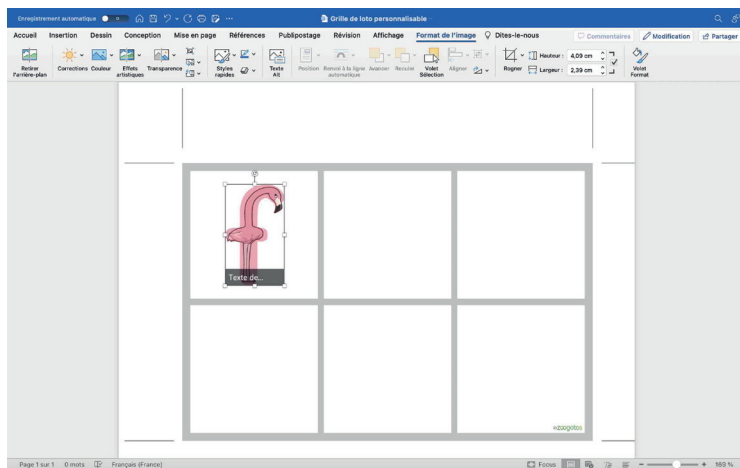 Enregistrement automatique
Grille de loto personnalisable
Accueil Insertion Dessin Conception Mise en page Références Publipostage Révision Affichage Format de l'image Dites-le-nous Commentaires Modification Partager
Retirer l'arrière-plan Corrections Couleur Effets artistiques Transparence Styles rapides Texte Alt Position Renvoi à la ligne automatique Avancer Reculer Volet Sélection Aligner Rogner Hauteur : 4,09 cm Largeur : 2,39 cm Volet Format
Texte de...
ezoogotos
Page 1 sur 1 0 mots Français (France) Focus 169 %